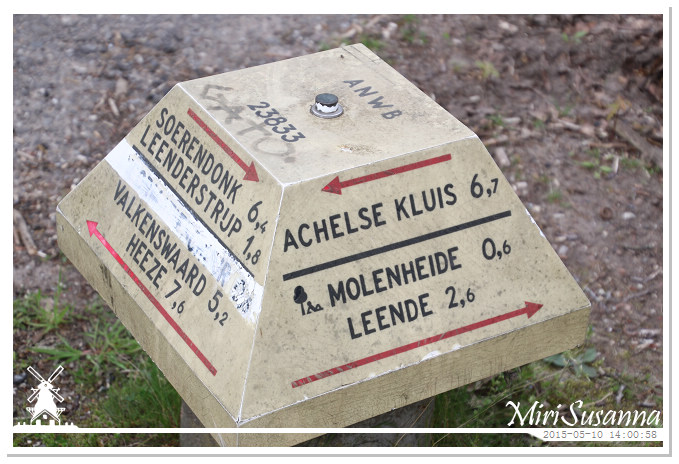 ANWB
23833
SOERENDONK 6,4
LEENDERSTRIJP 1,8
VALKENSWAARD 5,2
HEEZE 7,6
ACHELSE KLUIS 6,7
MOLENHEIDE 0,6
LEENDE 2,6
MiriSusanna
2015-05-10 14:00:58